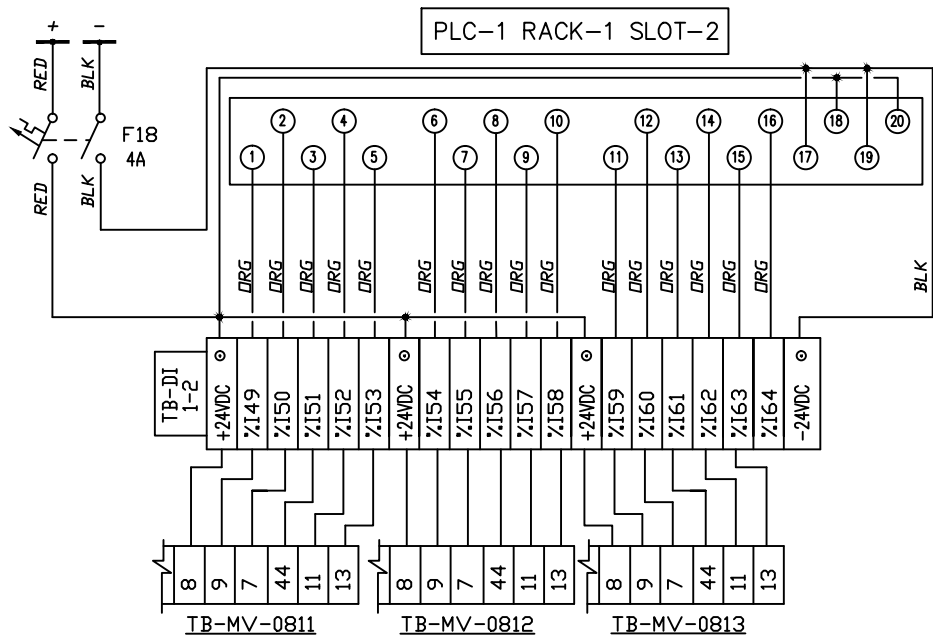 + -
PLC-1 RACK-1 SLOT-2
RED BLK
2 4 6 8 10 12 14 16 18 20
F18
4A
1 3 5 7 9 11 13 15 17 19
RED BLK
ORG ORG ORG ORG ORG ORG ORG ORG ORG ORG ORG ORG ORG ORG ORG ORG BLK
TB-DI
1-2
+24VDC %I49 %I50 %I51 %I52 %I53 +24VDC %I54 %I55 %I56 %I57 %I58 +24VDC %I59 %I60 %I61 %I62 %I63 %I64 -24VDC
8 9 7 44 11 13 8 9 7 44 11 13 8 9 7 44 11 13
TB-MV-0811 TB-MV-0812 TB-MV-0813